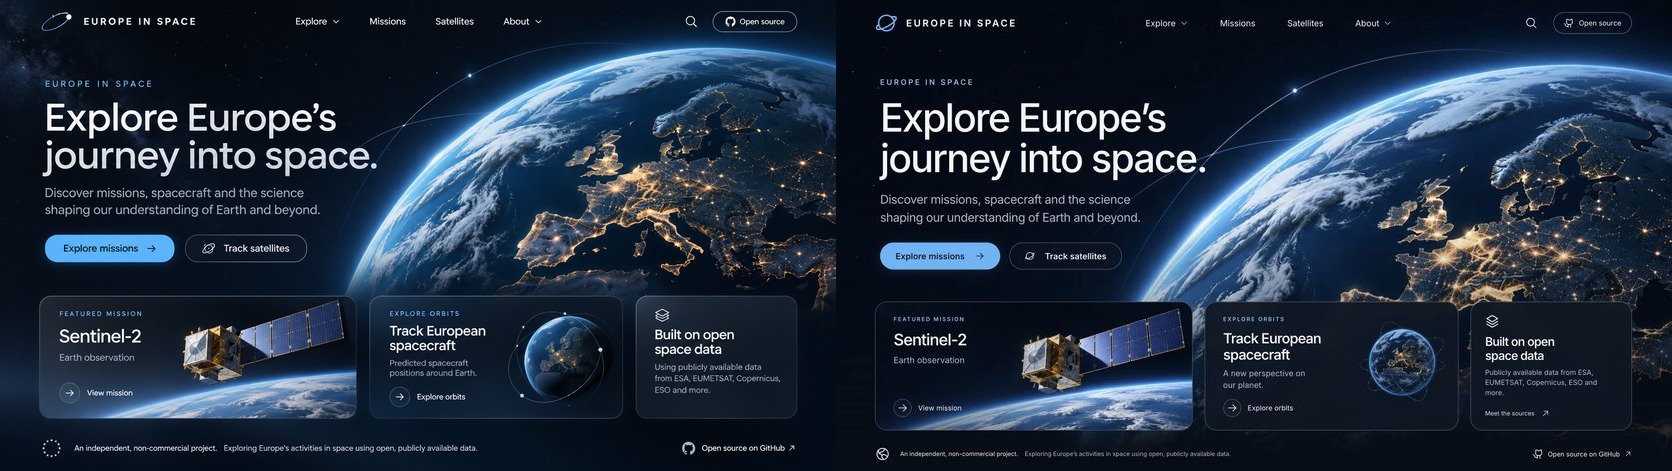 EUROPE IN SPACE
Explore
Missions
Satellites
About
Open source
EUROPE IN SPACE
Explore Europe's
journey into space.
Discover missions, spacecraft and the science
shaping our understanding of Earth and beyond.
Explore missions
Track satellites
FEATURED MISSION
Sentinel-2
Earth observation
View mission
EXPLORE ORBITS
Track European
spacecraft
Predicted spacecraft
positions around Earth.
Explore orbits
Built on open
space data
Using publicly available data
from ESA, EUMETSAT, Copernicus,
ESO and more.
An independent, non-commercial project. Exploring Europe's activities in space using open, publicly available data.
Open source on GitHub
EUROPE IN SPACE
Explore
Missions
Satellites
About
Open source
EUROPE IN SPACE
Explore Europe's
journey into space.
Discover missions, spacecraft and the science
shaping our understanding of Earth and beyond.
Explore missions
Track satellites
FEATURED MISSION
Sentinel-2
Earth observation
View mission
EXPLORE ORBITS
Track European
spacecraft
A new perspective on
our planet.
Explore orbits
Built on open
space data
Publicly available data from ESA,
EUMETSAT, Copernicus, ESO and
more.
Meet the sources
An independent, non-commercial project. Exploring Europe's activities in space using open, publicly available data.
Open source on GitHub